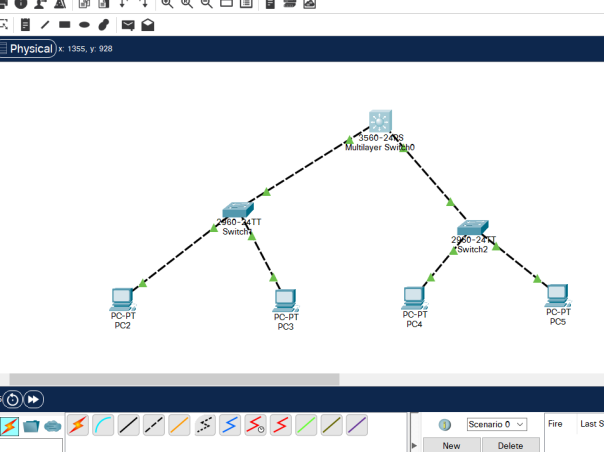 Physical x: 1355, y: 928
3560-24PS
Multilayer Switch0
2960-24TT
2960-24TT
Switch2
PC-PT
PC2
PC-PT
PC3
PC-PT
PC4
PC-PT
PC5
Scenario 0
Fire Last S
New Delete